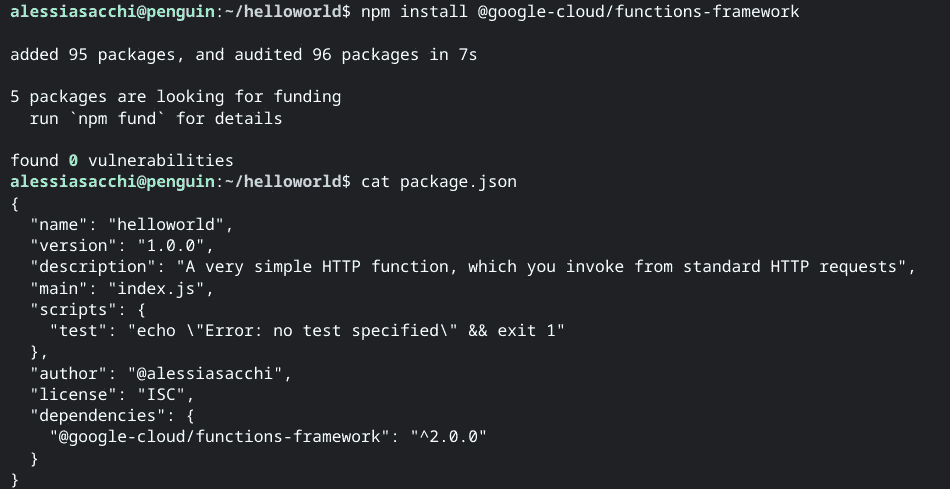 alessiasacchi@penguin:~/helloworld$ npm install @google-cloud/functions-framework
added 95 packages, and audited 96 packages in 7s
5 packages are looking for funding
  run `npm fund` for details
found 0 vulnerabilities
alessiasacchi@penguin:~/helloworld$ cat package.json
{
  "name": "helloworld",
  "version": "1.0.0",
  "description": "A very simple HTTP function, which you invoke from standard HTTP requests",
  "main": "index.js",
  "scripts": {
    "test": "echo \"Error: no test specified\" && exit 1"
  },
  "author": "@alessiasacchi",
  "license": "ISC",
  "dependencies": {
    "@google-cloud/functions-framework": "^2.0.0"
  }
}